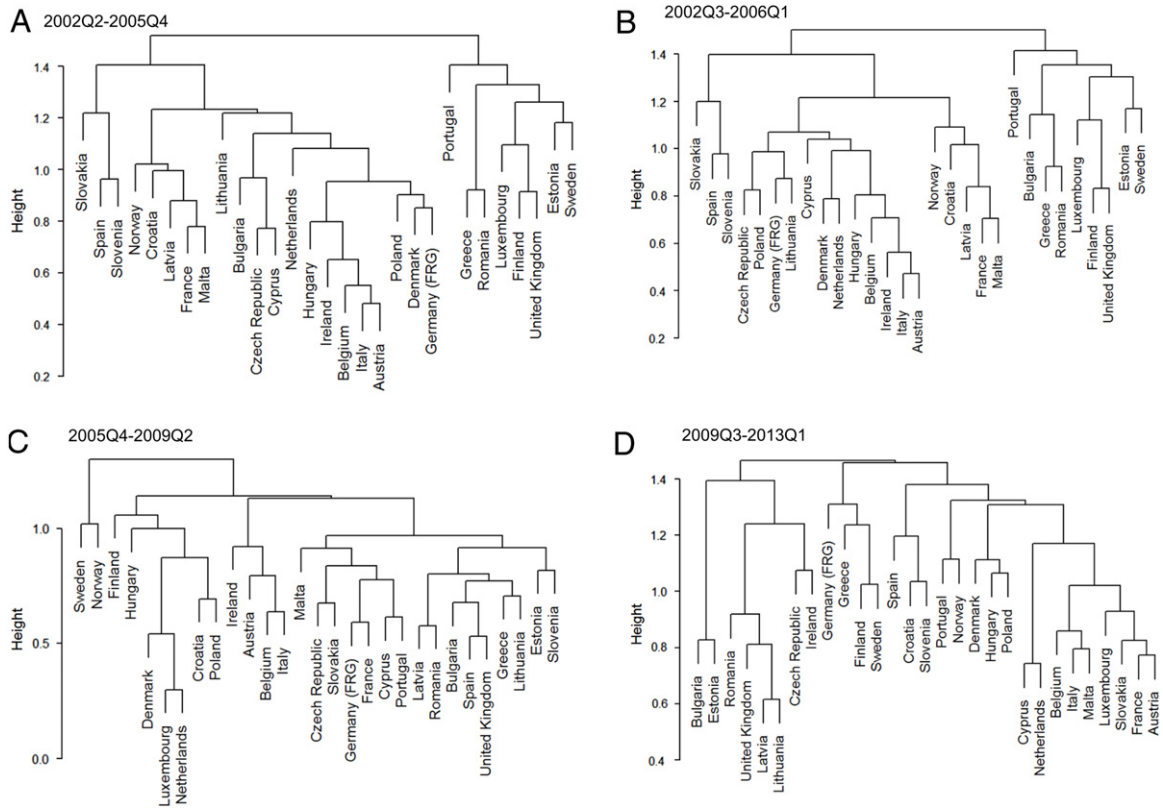 A
2002Q2-2005Q4
Height
1.4
1.2
1.0
0.8
0.6
0.4
0.2
Slovakia
Spain
Slovenia
Norway
Croatia
Latvia
France
Malta
Lithuania
Bulgaria
Czech Republic
Cyprus
Netherlands
Hungary
Ireland
Belgium
Italy
Austria
Poland
Denmark
Germany (FRG)
Portugal
Greece
Romania
Luxembourg
Finland
United Kingdom
Estonia
Sweden
B
2002Q3-2006Q1
Height
1.4
1.2
1.0
0.8
0.6
0.4
0.2
Slovakia
Spain
Slovenia
Czech Republic
Poland
Germany (FRG)
Lithuania
Cyprus
Denmark
Netherlands
Hungary
Belgium
Ireland
Italy
Austria
Norway
Croatia
Latvia
France
Malta
Portugal
Bulgaria
Greece
Romania
Luxembourg
Finland
United Kingdom
Estonia
Sweden
C
2005Q4-2009Q2
Height
1.0
0.5
0.0
Sweden
Norway
Finland
Hungary
Denmark
Luxembourg
Netherlands
Croatia
Poland
Ireland
Austria
Belgium
Italy
Malta
Czech Republic
Slovakia
Germany (FRG)
France
Cyprus
Portugal
Latvia
Romania
Bulgaria
Spain
United Kingdom
Greece
Lithuania
Estonia
Slovenia
D
2009Q3-2013Q1
Height
1.4
1.2
1.0
0.8
0.6
0.4
Bulgaria
Estonia
Romania
United Kingdom
Latvia
Lithuania
Czech Republic
Ireland
Germany (FRG)
Greece
Finland
Sweden
Spain
Croatia
Slovenia
Portugal
Norway
Denmark
Hungary
Poland
Cyprus
Netherlands
Belgium
Italy
Malta
Luxembourg
Slovakia
France
Austria